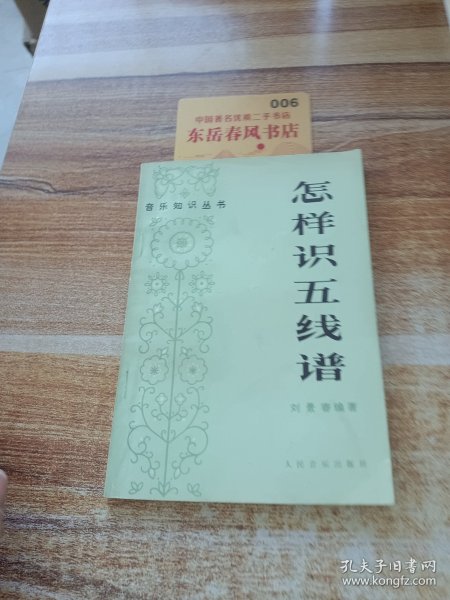 006
中国著名优秀二手书店
东岳春风书店
音乐知识丛书
怎样识五线谱
刘景春编著
人民音乐出版社
孔夫子旧书网
www.kongfz.com